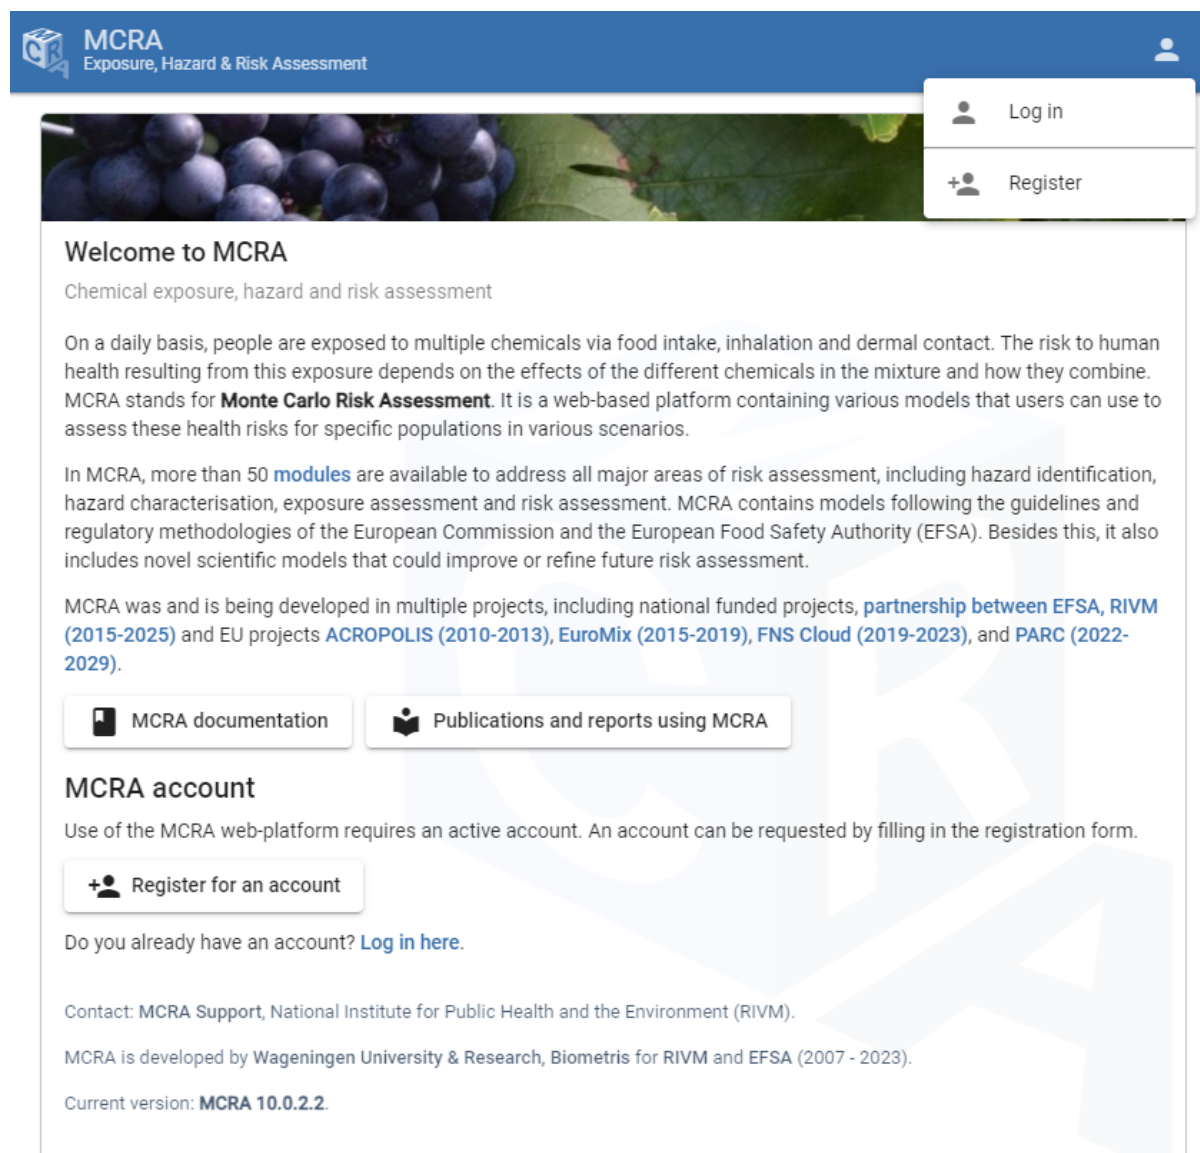 MCRA
Exposure, Hazard & Risk Assessment
Log in
Register
Welcome to MCRA
Chemical exposure, hazard and risk assessment
On a daily basis, people are exposed to multiple chemicals via food intake, inhalation and dermal contact. The risk to human
health resulting from this exposure depends on the effects of the different chemicals in the mixture and how they combine.
MCRA stands for Monte Carlo Risk Assessment. It is a web-based platform containing various models that users can use to
assess these health risks for specific populations in various scenarios.
In MCRA, more than 50 modules are available to address all major areas of risk assessment, including hazard identification,
hazard characterisation, exposure assessment and risk assessment. MCRA contains models following the guidelines and
regulatory methodologies of the European Commission and the European Food Safety Authority (EFSA). Besides this, it also
includes novel scientific models that could improve or refine future risk assessment.
MCRA was and is being developed in multiple projects, including national funded projects, partnership between EFSA, RIVM
(2015-2025) and EU projects ACROPOLIS (2010-2013), EuroMix (2015-2019), FNS Cloud (2019-2023), and PARC (2022-
2029).
MCRA documentation
Publications and reports using MCRA
MCRA account
Use of the MCRA web-platform requires an active account. An account can be requested by filling in the registration form.
Register for an account
Do you already have an account? Log in here.
Contact: MCRA Support, National Institute for Public Health and the Environment (RIVM).
MCRA is developed by Wageningen University & Research, Biometris for RIVM and EFSA (2007 - 2023).
Current version: MCRA 10.0.2.2.